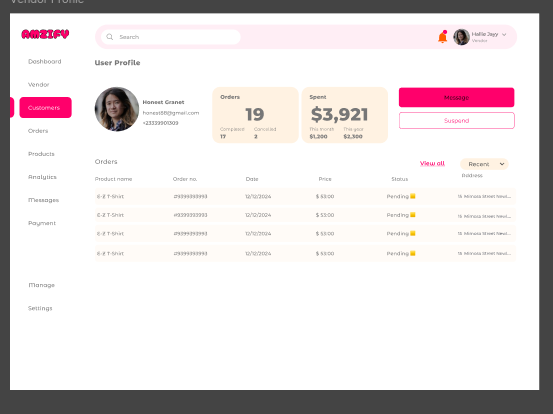 Vendor Profile
AMZIFY
Search
Hallie Jayy
Vendor
Dashboard
Vendor
Customers
Orders
Products
Analytics
Messages
Payment
Manage
Settings
User Profile
Honest Granet
honest88@gmail.com
+23339901309
Orders
19
Completed Canceled
17 2
Spent
$3,921
This month This year
$1,200 $2,300
Message
Suspend
Orders View all Recent
Product name Order no. Date Price Status Address
E-Z T-Shirt #9399393993 12/12/2024 $ 53:00 Pending 15 Mimosa Street Newl...
E-Z T-Shirt #9399393993 12/12/2024 $ 53:00 Pending 15 Mimosa Street Newl...
E-Z T-Shirt #9399393993 12/12/2024 $ 53:00 Pending 15 Mimosa Street Newl...
E-Z T-Shirt #9399393993 12/12/2024 $ 53:00 Pending 15 Mimosa Street Newl...